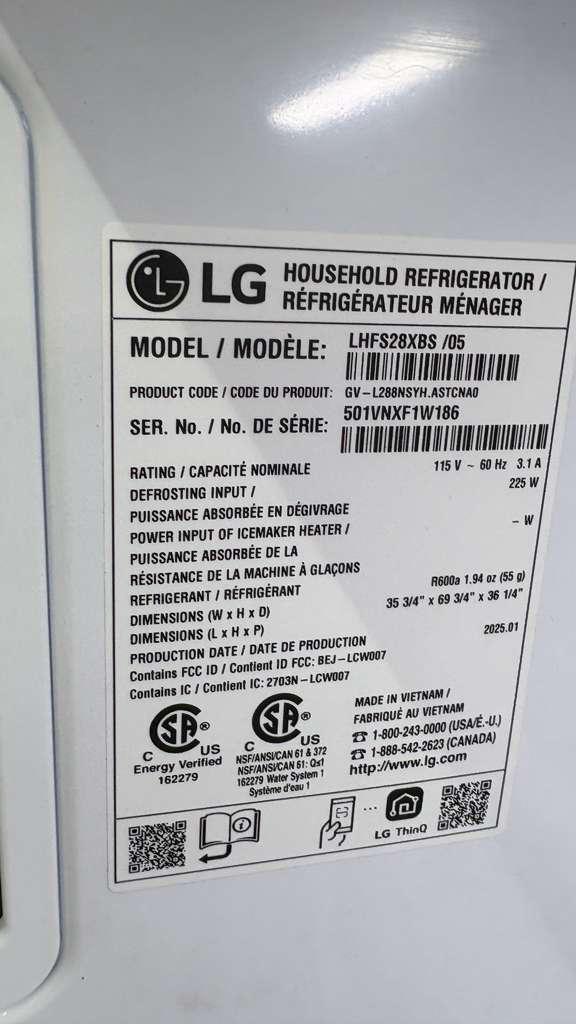 LG HOUSEHOLD REFRIGERATOR /
RÉFRIGÉRATEUR MÉNAGER
MODEL / MODÈLE: LHFS28XBS /05
PRODUCT CODE / CODE DU PRODUIT: GV-L288NSYH.ASTCNA0
SER. No. / No. DE SÉRIE: 501VNXF1W186
RATING / CAPACITÉ NOMINALE 115 V ~ 60 Hz 3.1 A
DEFROSTING INPUT / 225 W
PUISSANCE ABSORBÉE EN DÉGIVRAGE
POWER INPUT OF ICEMAKER HEATER / - W
PUISSANCE ABSORBÉE DE LA
RÉSISTANCE DE LA MACHINE À GLAÇONS
REFRIGERANT / RÉFRIGÉRANT R600a 1.94 oz (55 g)
DIMENSIONS (W x H x D) 35 3/4" x 69 3/4" x 36 1/4"
DIMENSIONS (L x H x P)
PRODUCTION DATE / DATE DE PRODUCTION 2025.01
Contains FCC ID / Contient ID FCC: BEJ-LCW007
Contains IC / Contient IC: 2703N-LCW007
SA ®
C US
Energy Verified
162279
SA ®
C US
NSF/ANSI/CAN 61 & 372
NSF/ANSI/CAN 61: Q≤1
162279 Water System 1
Système d'eau 1
MADE IN VIETNAM /
FABRIQUÉ AU VIETNAM
1-800-243-0000 (USA/É.-U.)
1-888-542-2623 (CANADA)
http://www.lg.com
LG ThinQ